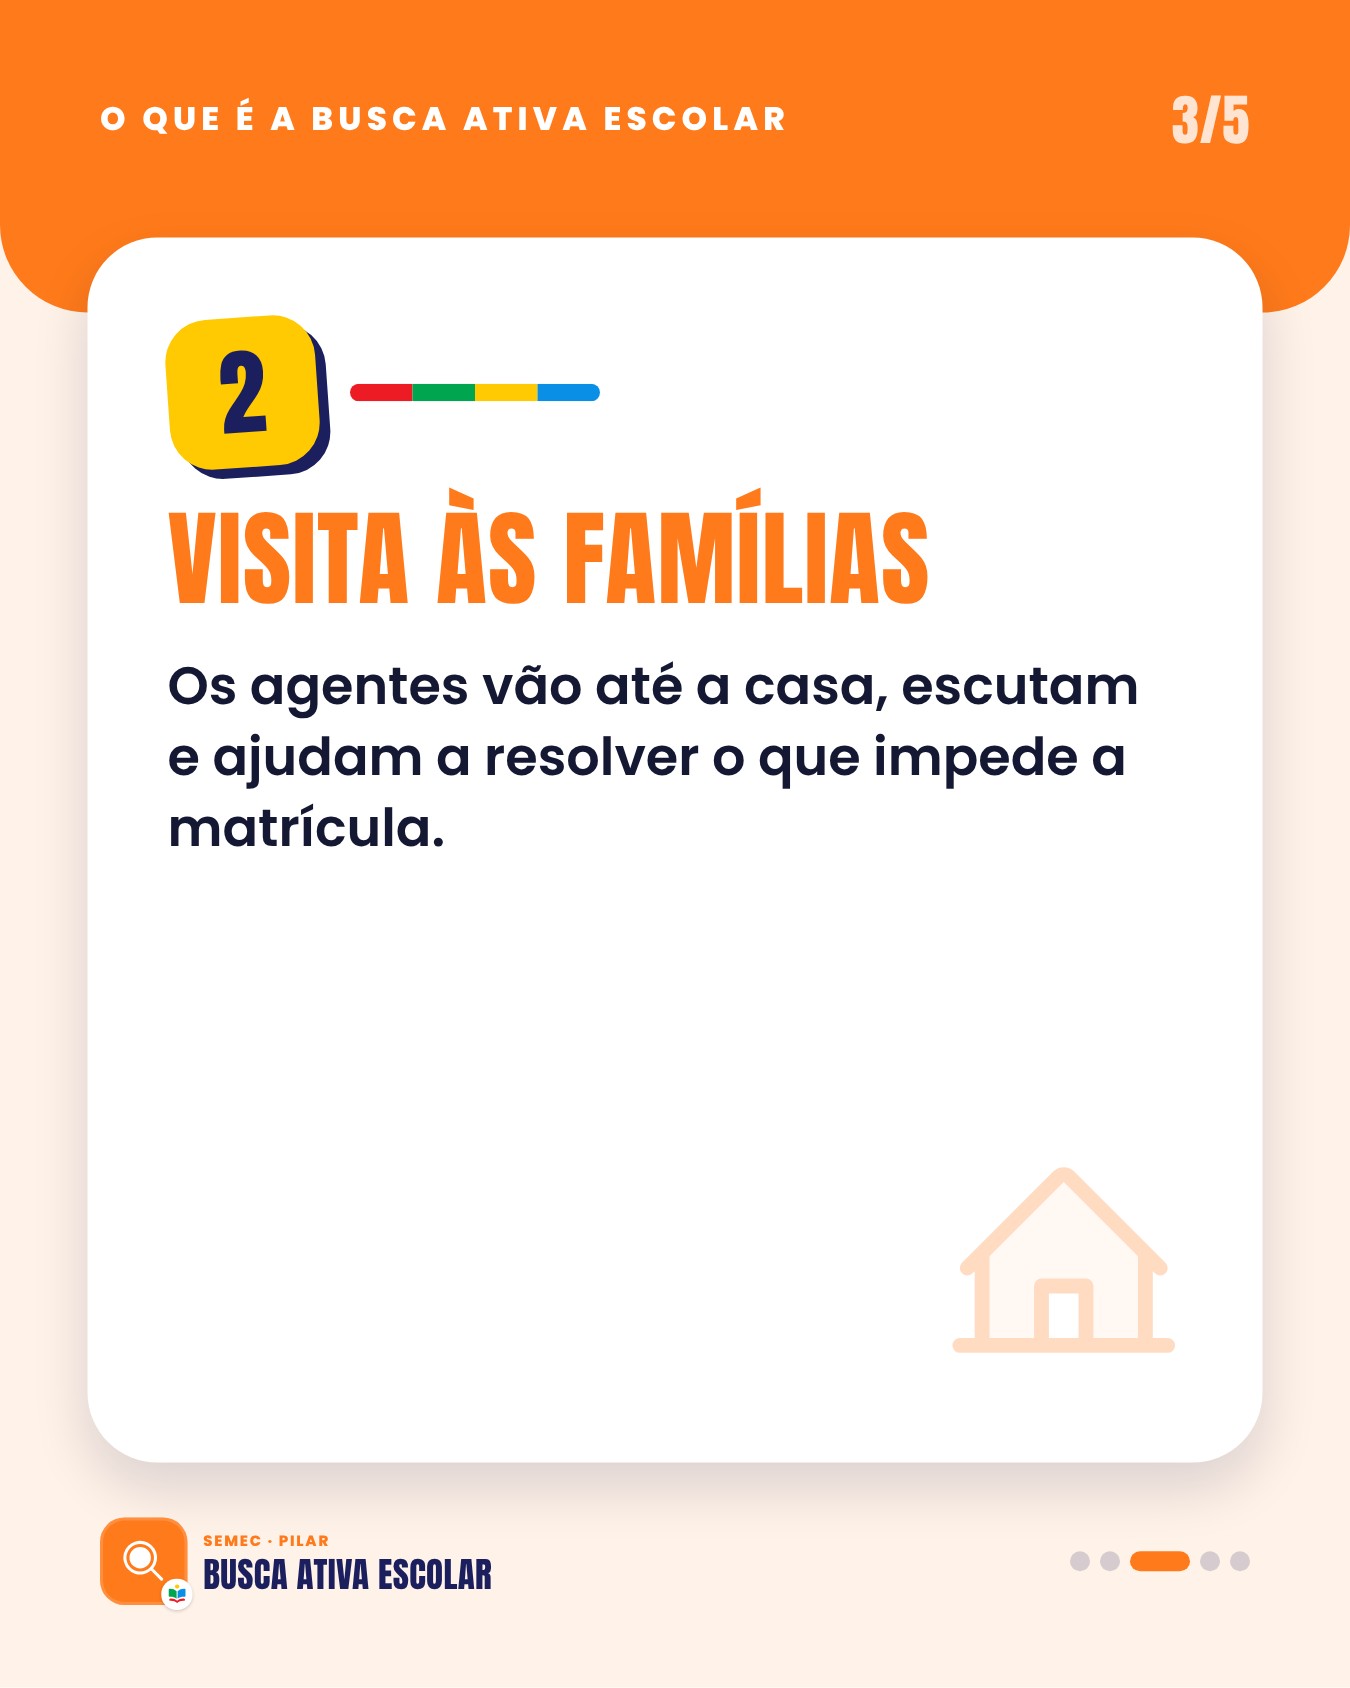 O QUE É A BUSCA ATIVA ESCOLAR
3/5
2
VISITA ÀS FAMÍLIAS
Os agentes vão até a casa, escutam
e ajudam a resolver o que impede a
matrícula.
SEMEC · PILAR
BUSCA ATIVA ESCOLAR